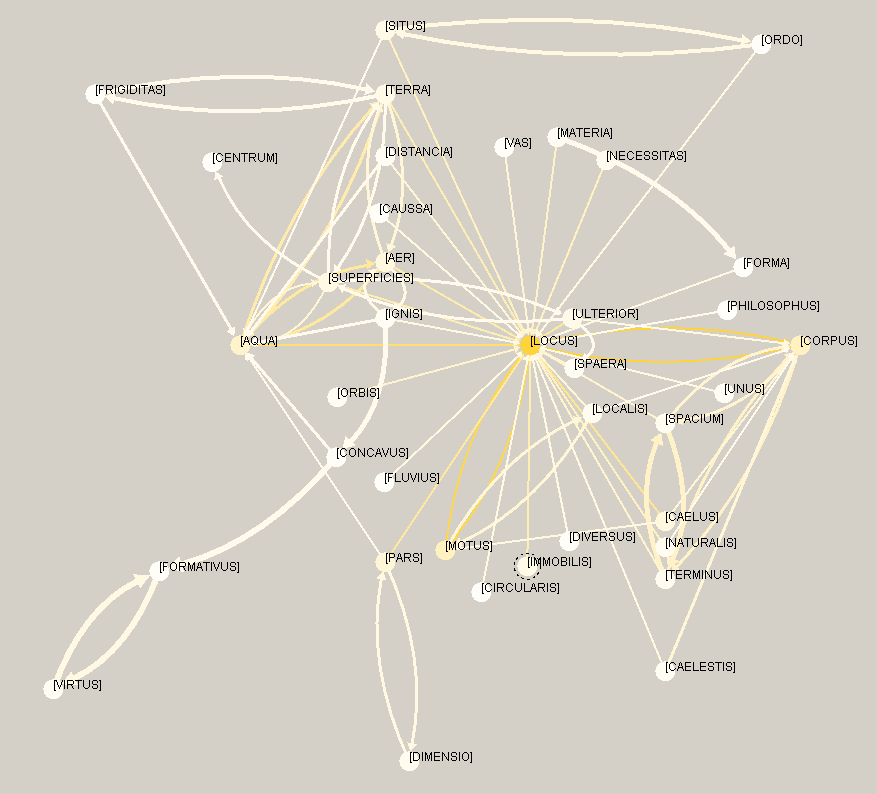 [SITUS]
[ORDO]
[FRIGIDITAS]
[TERRA]
[MATERIA]
[VAS]
[DISTANCIA]
[NECESSITAS]
[CENTRUM]
[CAUSSA]
[AER]
[FORMA]
[SUPERFICIES]
[PHILOSOPHUS]
[IGNIS]
[ULTERIOR]
[AQUA]
[LOCUS]
[CORPUS]
[SPAERA]
[ORBIS]
[UNUS]
[LOCALIS]
[SPACIUM]
[CONCAVUS]
[FLUVIUS]
[CAELUS]
[DIVERSUS]
[MOTUS]
[NATURALIS]
[PARS]
[IMMOBILIS]
[FORMATIVUS]
[TERMINUS]
[CIRCULARIS]
[CAELESTIS]
[VIRTUS]
[DIMENSIO]